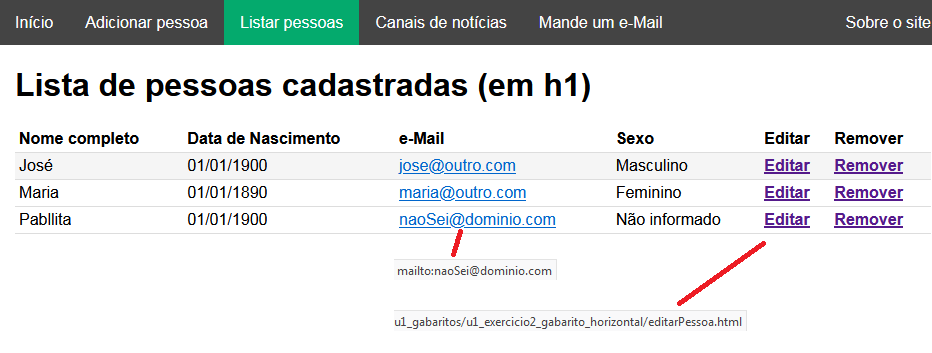 Início Adicionar pessoa Listar pessoas Canais de notícias Mande um e-Mail Sobre o site
Lista de pessoas cadastradas (em h1)
Nome completo Data de Nascimento e-Mail Sexo Editar Remover
José 01/01/1900 jose@outro.com Masculino Editar Remover
Maria 01/01/1890 maria@outro.com Feminino Editar Remover
Pabllita 01/01/1900 naoSei@dominio.com Não informado Editar Remover
mailto:naoSei@dominio.com
u1_gabaritos/u1_exercicio2_gabarito_horizontal/editarPessoa.html